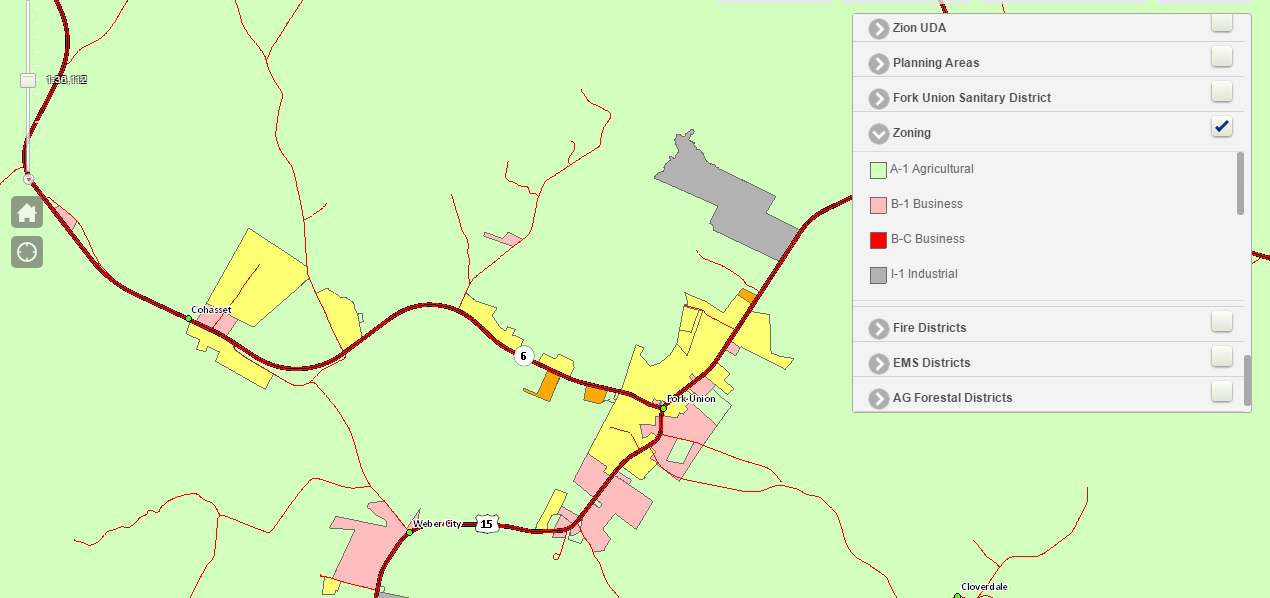 Zion UDA
Planning Areas
1:36,112
Fork Union Sanitary District
Zoning
A-1 Agricultural
B-1 Business
B-C Business
I-1 Industrial
Cohasset
Fire Districts
6
EMS Districts
AG Forestal Districts
Fork Union
Weber City
15
Cloverdale